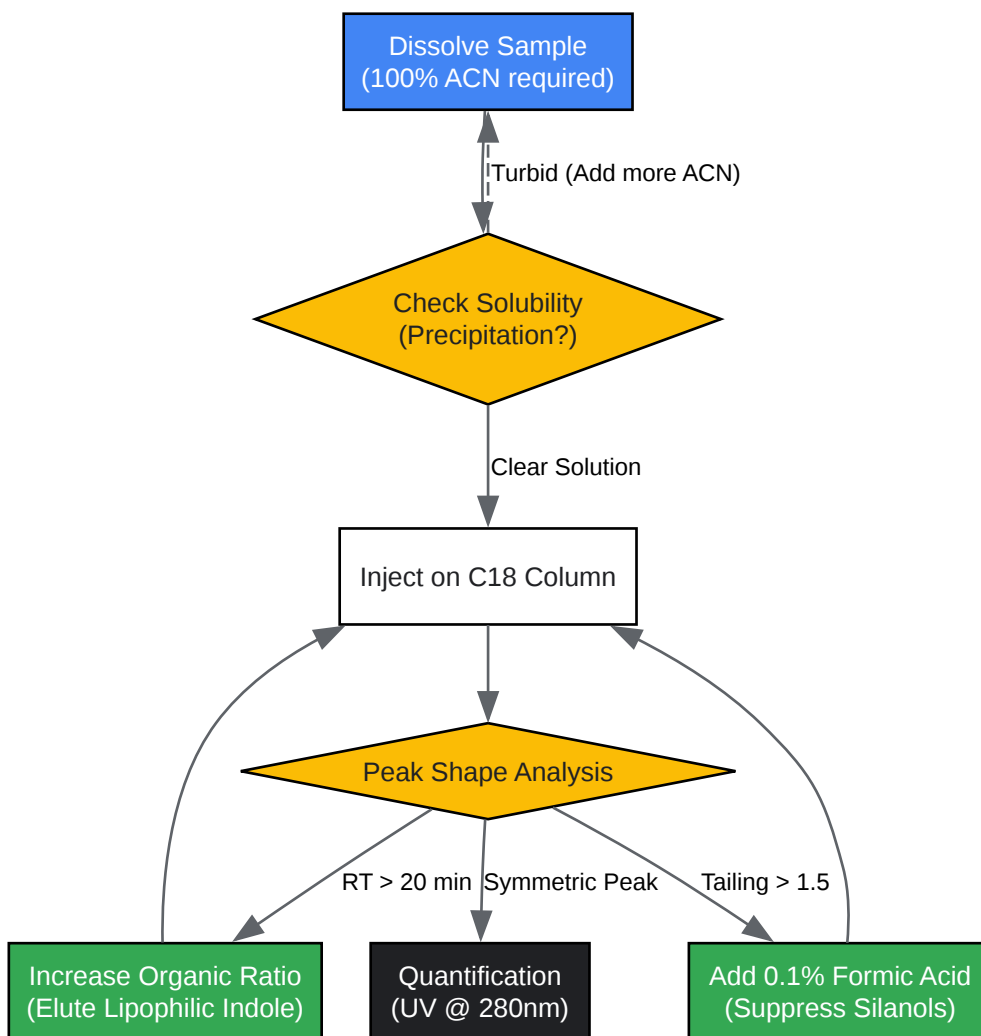 Dissolve Sample
(100% ACN required)
Turbid (Add more ACN)
Check Solubility
(Precipitation?)
Clear Solution
Inject on C18 Column
Peak Shape Analysis
RT > 20 min
Symmetric Peak
Tailing > 1.5
Increase Organic Ratio
(Elute Lipophilic Indole)
Quantification
(UV @ 280nm)
Add 0.1% Formic Acid
(Suppress Silanols)